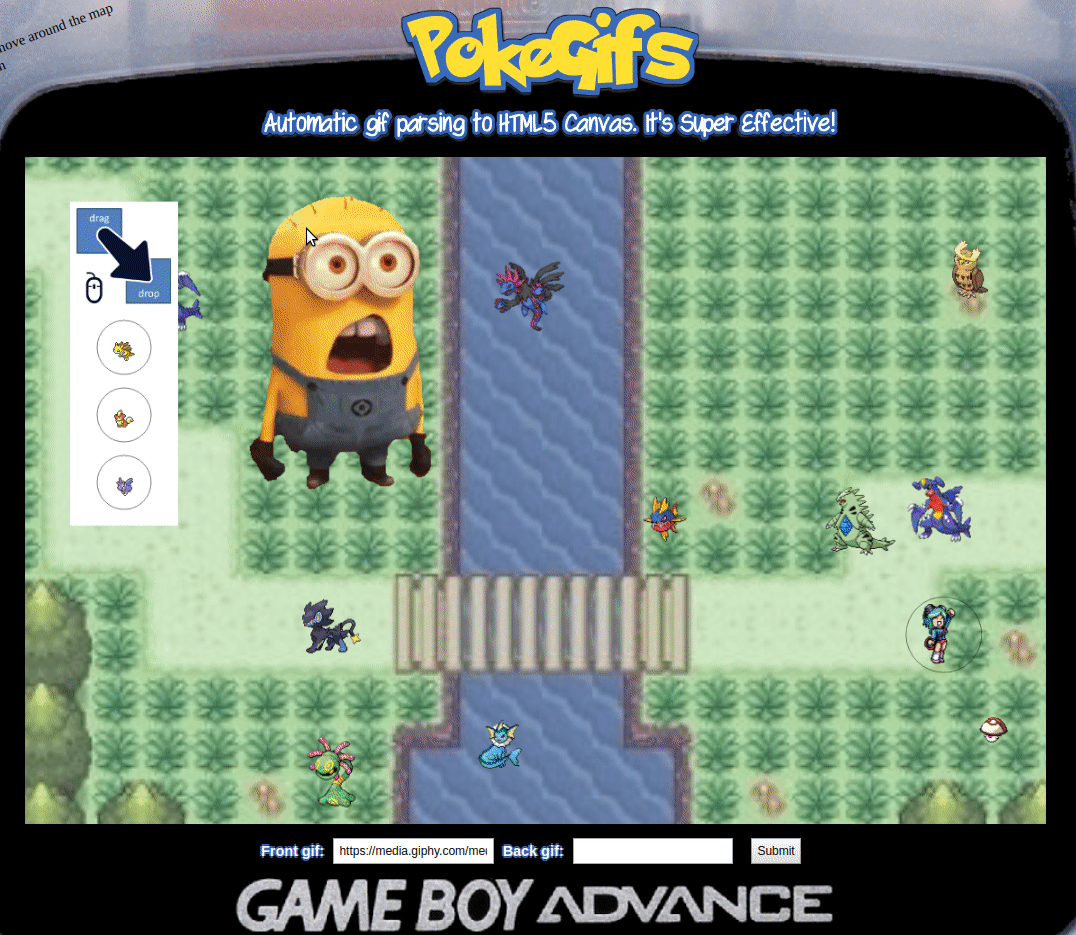 move around the map
PokeGifs
Automatic gif parsing to HTML5 Canvas. It's Super Effective!
drag
drop
Front gif: https://media.giphy.com/me Back gif: Submit
GAME BOY ADVANCE